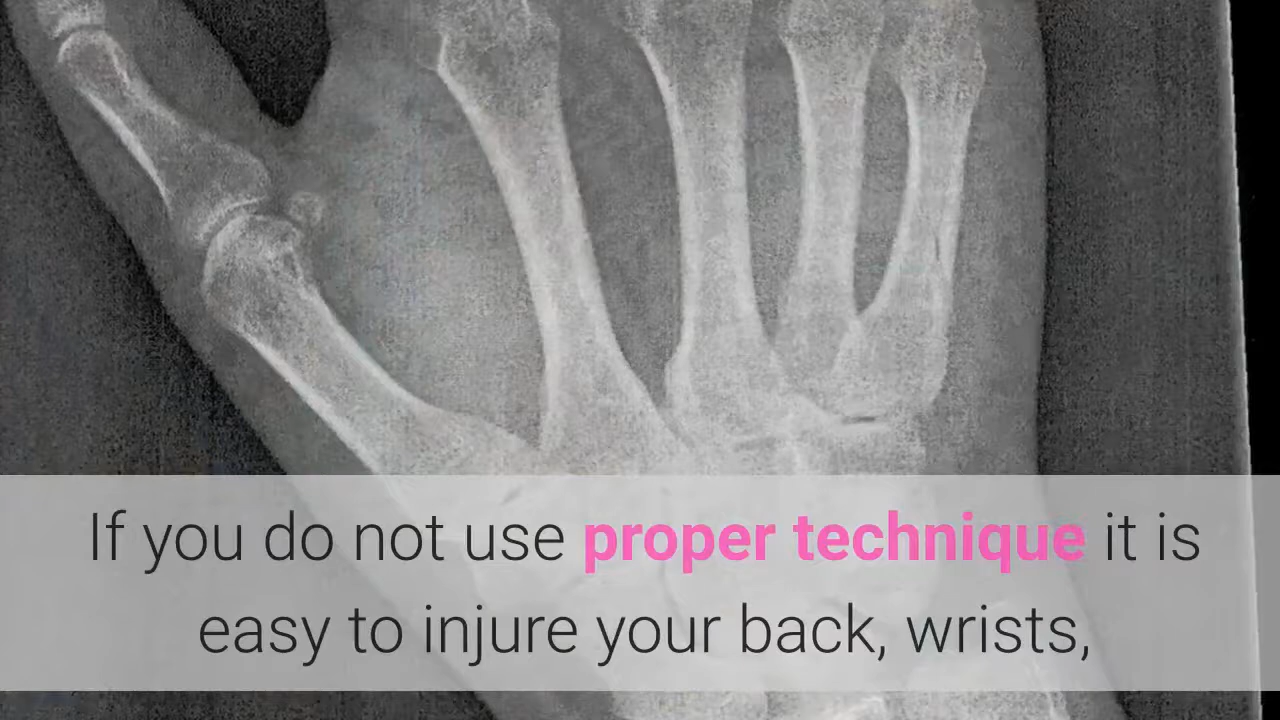 If you do not use proper technique it is
easy to injure your back, wrists,